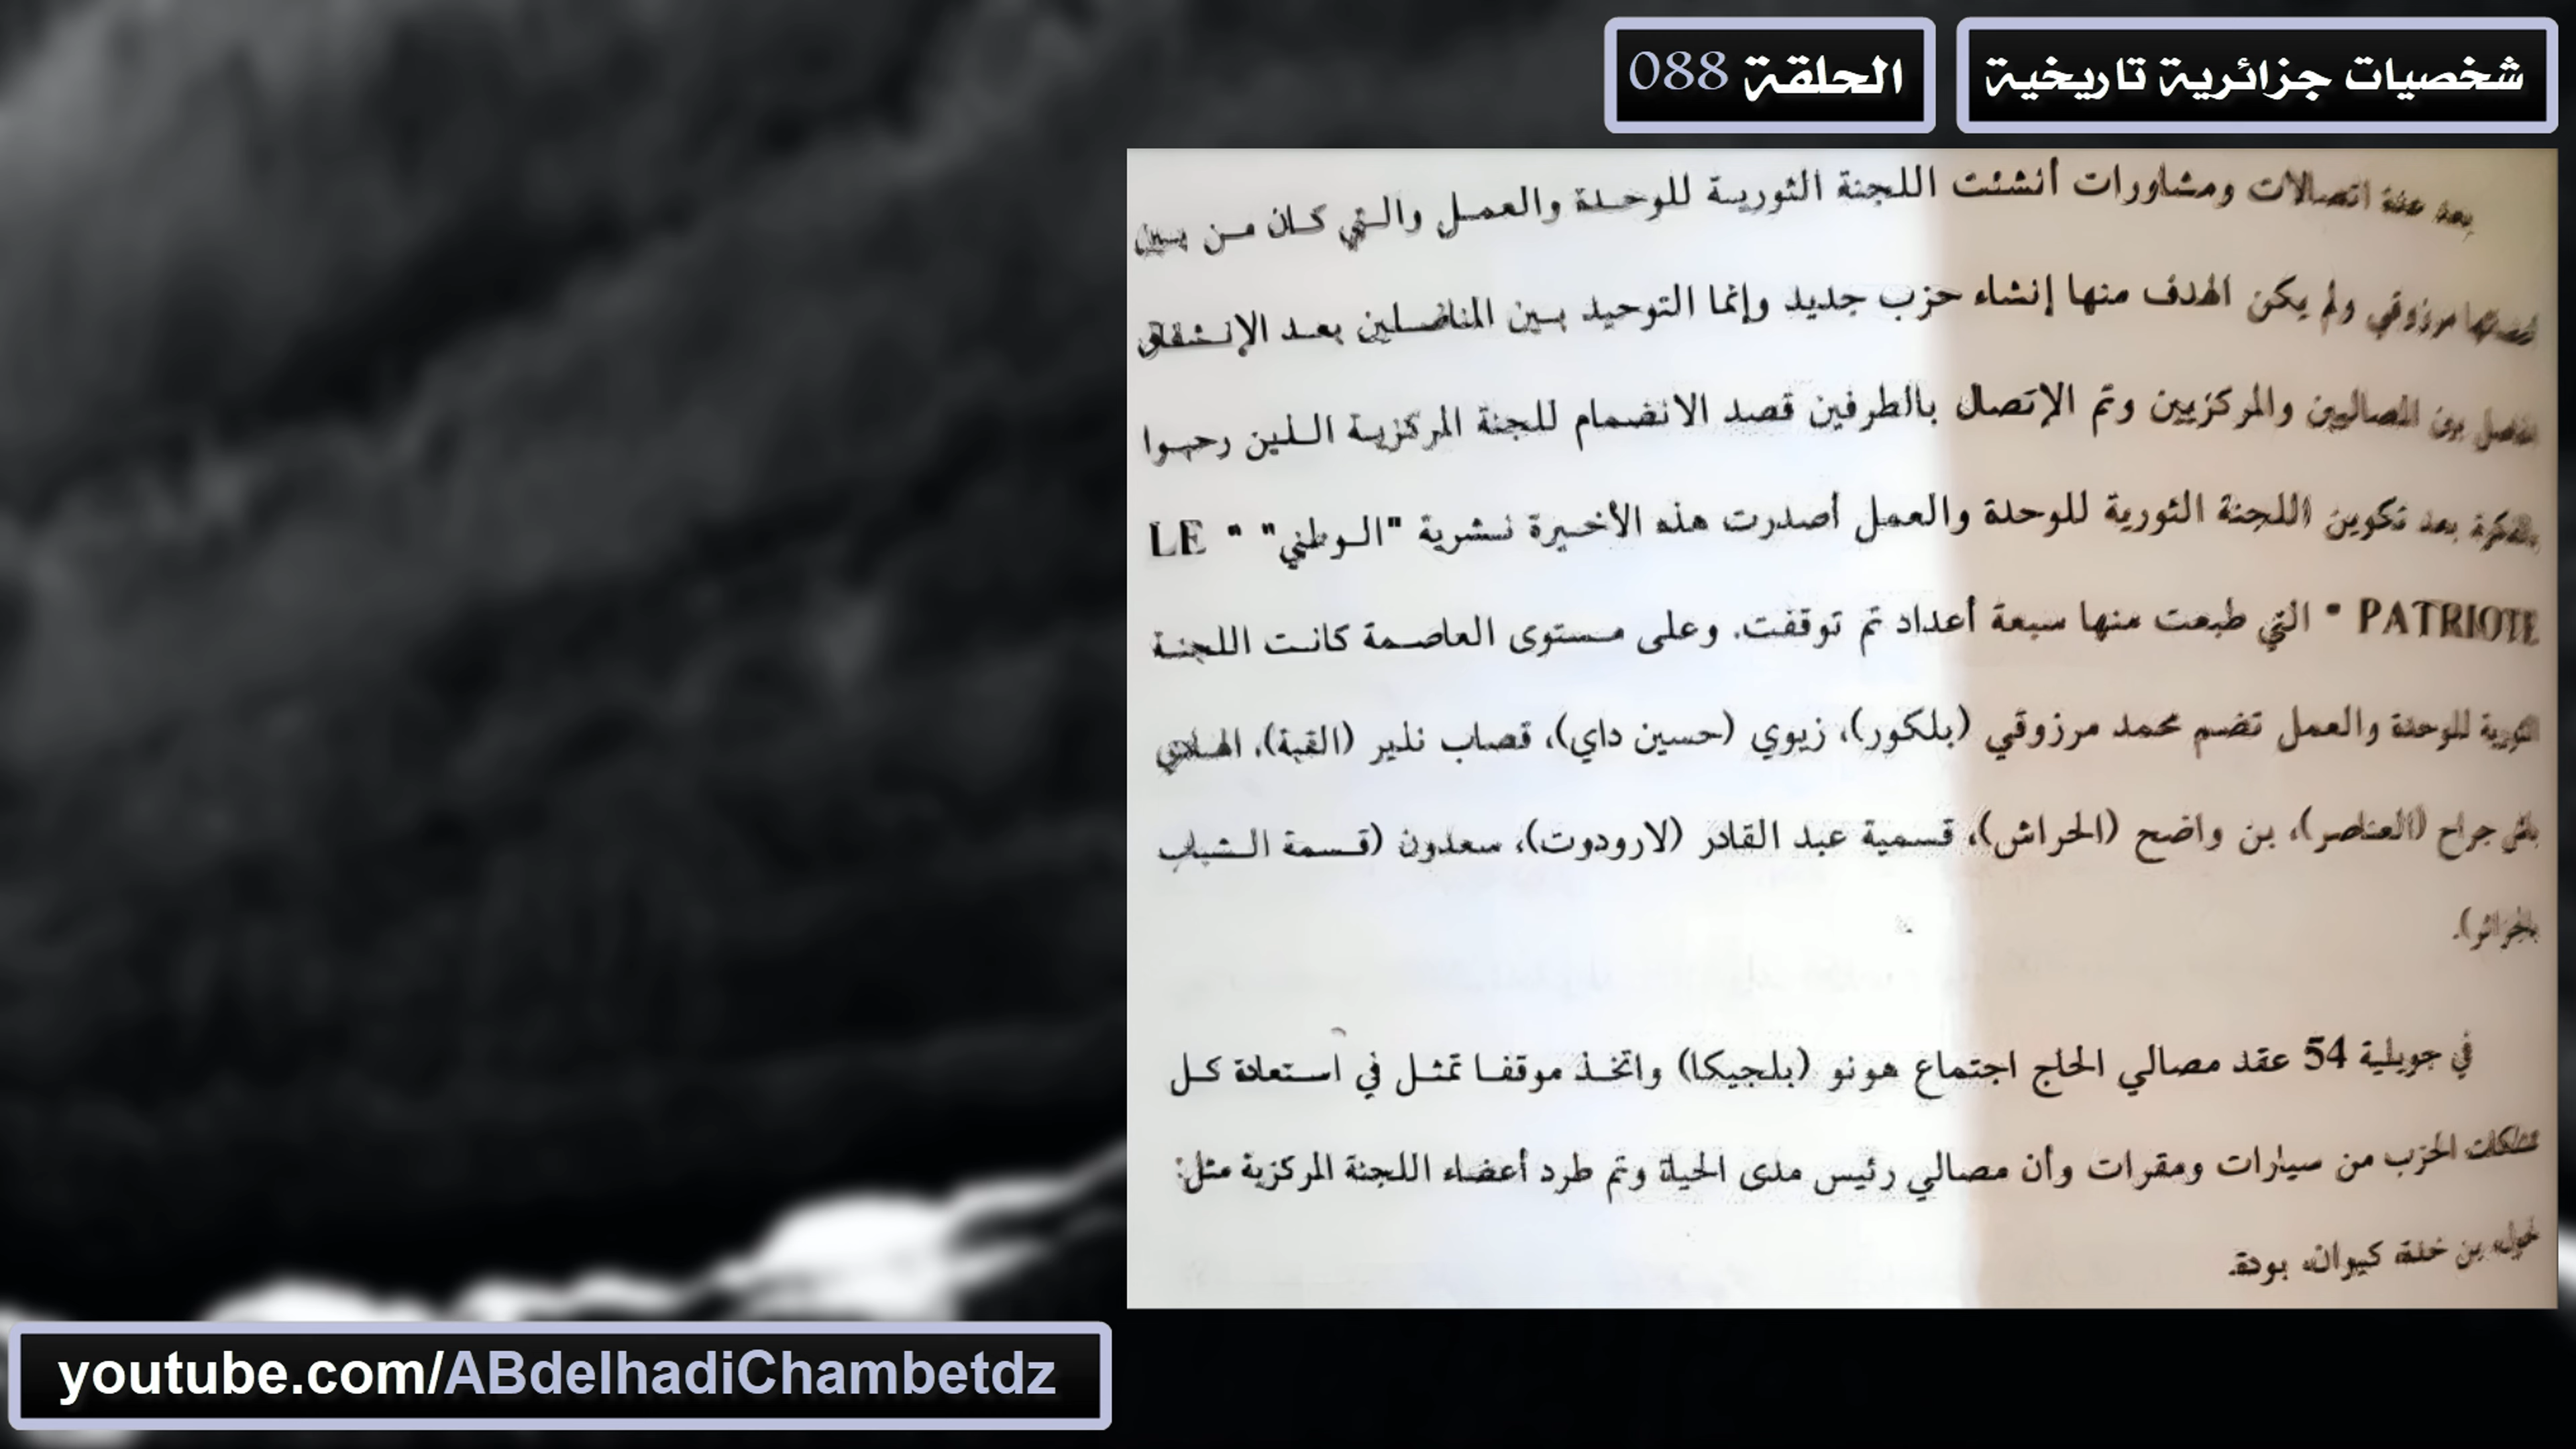 شخصيات جزائرية تاريخية
الحلقة 088
بعد عدة اتصالات ومشاورات أنشئت اللجنة الثورية للوحدة والعمل والتي كان من بين
مرزوقي ولم يكن الهدف منها إنشاء حزب جديد وإنما التوحيد بين المناضلين بعد الإنشقاق
بين المصاليين والمركزيين وتم الإتصال بالطرفين قصد الانضمام للجنة المركزية الذين رحبوا
بالفكرة بعد تكوين اللجنة الثورية للوحدة والعمل أصدرت هذه الأخيرة نشرية "الوطني" " LE
PATRIOTE " التي طبعت منها سبعة أعداد ثم توقفت. وعلى مستوى العاصمة كانت اللجنة
الثورية للوحدة والعمل تضم محمد مرزوقي (بلكور)، زيوي (حسين داي)، قصاب نذير (القبة)،
باش جراح (العناصر)، بن واضح (الحراش)، قسمية عبد القادر (لارودوت)، سعدون (قسمة الشباب
بالجزائر).
في جويلية 54 عقد مصالي الحاج اجتماع هونو (بلجيكا) واتخذ موقفا تمثل في استعادة كل
ممتلكات الحزب من سيارات ومقرات وأن مصالي رئيس مدى الحياة وتم طرد أعضاء اللجنة المركزية مثل:
بن خدة، كيوان، بودة.
youtube.com/ABdelhadiChambetdz